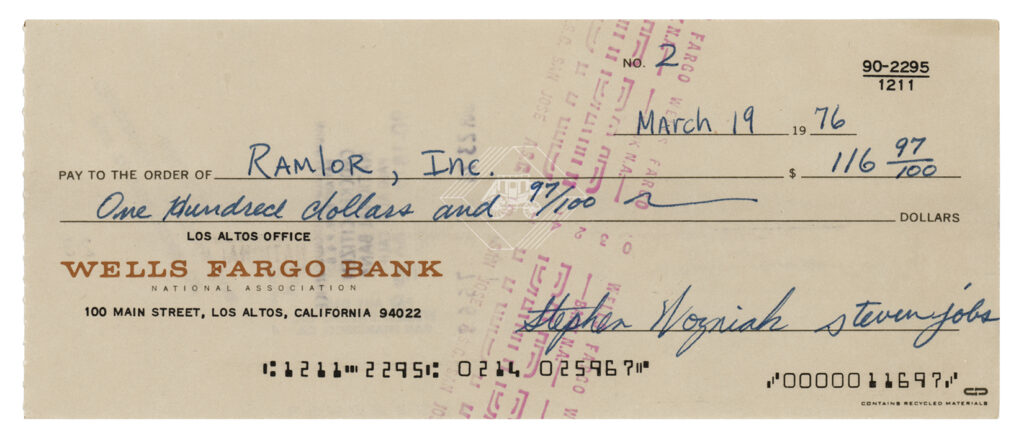 NO. 2
90-2295
1211
March 19 1976
PAY TO THE ORDER OF Ramlor, Inc. $ 116 97/100
One Hundred dollars and 97/100 DOLLARS
LOS ALTOS OFFICE
WELLS FARGO BANK
NATIONAL ASSOCIATION
100 MAIN STREET, LOS ALTOS, CALIFORNIA 94022
Stephen Wozniak steven jobs
⑆1211⑉2295⑆ 0214 025967⑈ ⑈0000011697⑈
CONTAINS RECYCLED MATERIALS
WELLS FARGO